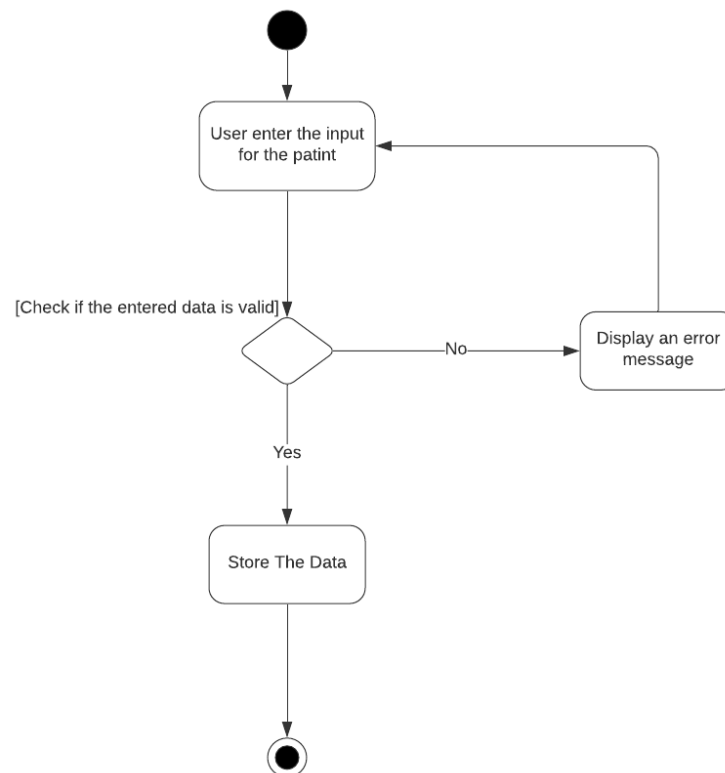 User enter the input
for the patint
[Check if the entered data is valid]
No
Display an error
message
Yes
Store The Data